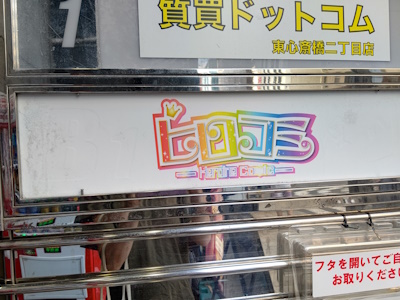 1
質買ドットコム
東心斎橋二丁目店
ヒロコミ
フタを開いてご自
お取りくださ